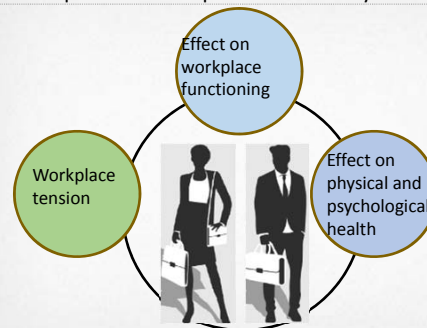 Effect on
workplace
functioning
Workplace
tension
Effect on
physical and
psychological
health